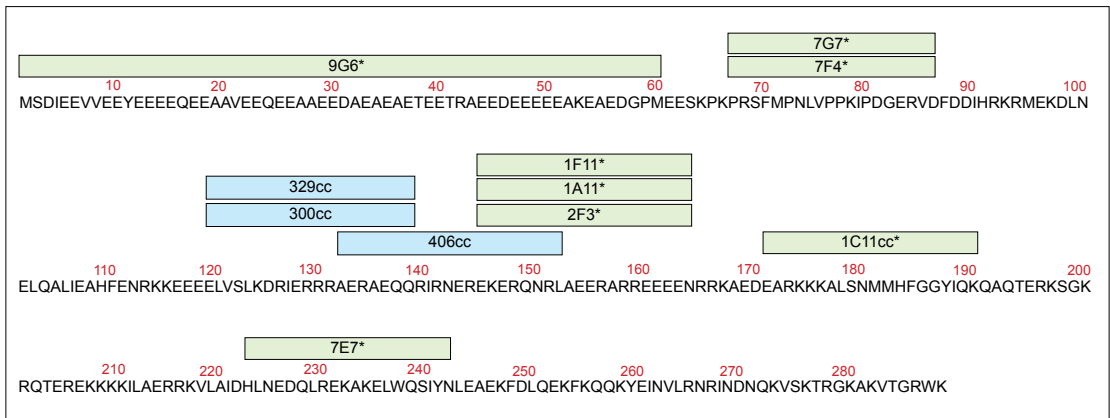 7G7*
9G6* 7F4*
10 20 30 40 50 60 70 80 90 100
MSDIEEVVEEYEEEEQEEAAVEEQEEAAEEDAEAEAETEETRAEEDEEEEEAKEAEDGPMEESKPKPRSFMPNLVPPKIPDGERVDFDDIHRKRMEKDLN
1F11*
329cc 1A11*
300cc 2F3*
406cc 1C11cc*
110 120 130 140 150 160 170 180 190 200
ELQALIEAHFENRKKEEEELVSLKDRIERRRAERAEQQRIRNEREKERQNRLAEERARREEEENRRKAEDEARKKKALSNMMHFGGYIQKQAQTERKSGK
7E7*
210 220 230 240 250 260 270 280
RQTEREKKKKILAERRKVLAIDHLNEDQLREKAKELWQSIYNLEAEKFDLQEKFKQQKYEINVLRNRINDNQKVSKTRGKAKVTGRWK